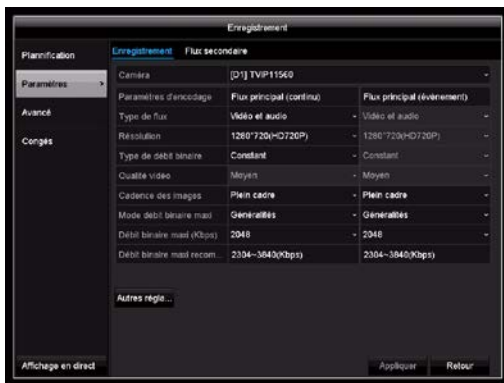 Enregistrement
Plannification
Paramètres >
Avancé
Congés
Enregistrement Flux secondaire
Caméra [D1] TVIP11560
Paramètres d'encodage Flux principal (continu) Flux principal (évènement)
Type de flux Vidéo et audio Vidéo et audio
Résolution 1280*720(HD720P) 1280*720(HD720P)
Type de débit binaire Constant Constant
Qualité vidéo Moyen Moyen
Cadence des images Plein cadre Plein cadre
Mode débit binaire maxi Généralités Généralités
Débit binaire maxi (Kbps) 2048 2048
Débit binaire maxi recom... 2304~3840(Kbps) 2304~3840(Kbps)
Autres régla...
Affichage en direct
Appliquer Retour